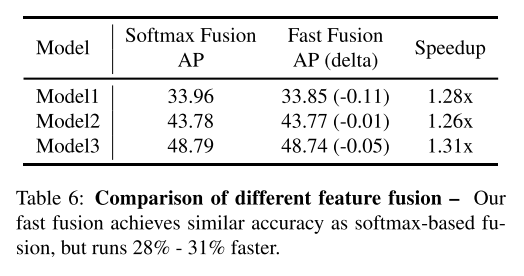 Model Softmax Fusion AP Fast Fusion AP (delta) Speedup
Model1 33.96 33.85 (-0.11) 1.28x
Model2 43.78 43.77 (-0.01) 1.26x
Model3 48.79 48.74 (-0.05) 1.31x
Table 6: Comparison of different feature fusion – Our
fast fusion achieves similar accuracy as softmax-based fu-
sion, but runs 28% - 31% faster.